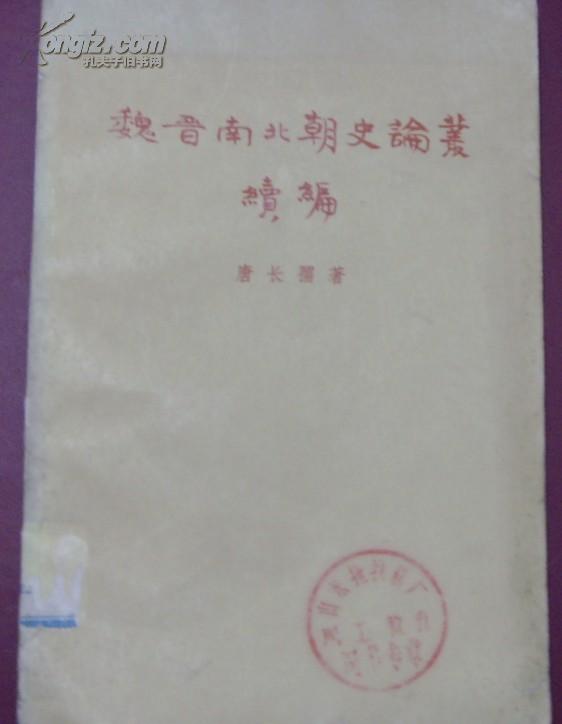 Kongfz.com
孔夫子旧书网
魏晋南北朝史論叢
續編
唐长孺著